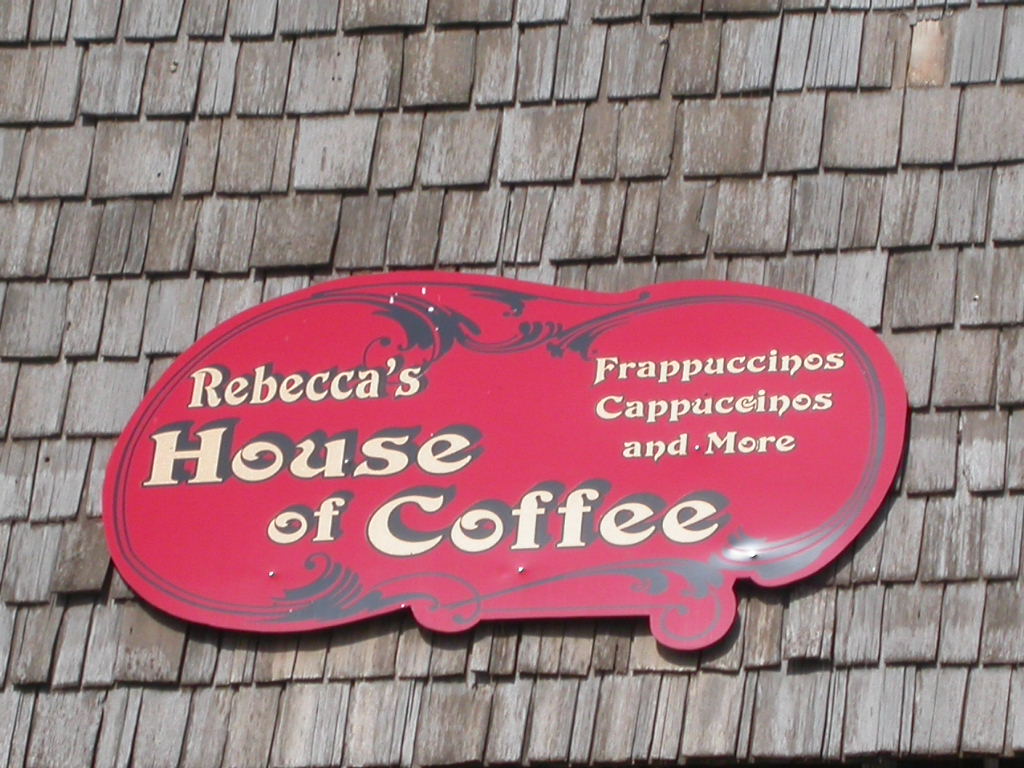 Rebecca's
House
of Coffee
Frappuccinos
Cappuccinos
and More